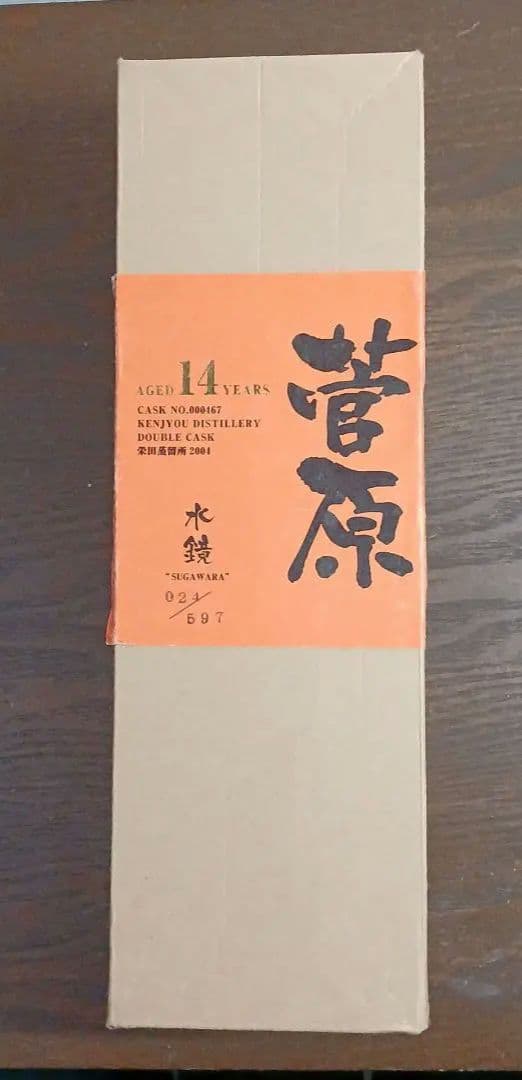 菅原
AGED 14 YEARS
CASK NO.000467
KENJYOU DISTILLERY
DOUBLE CASK
栄田蒸留所 2004
水鏡
"SUGAWARA"
024/597